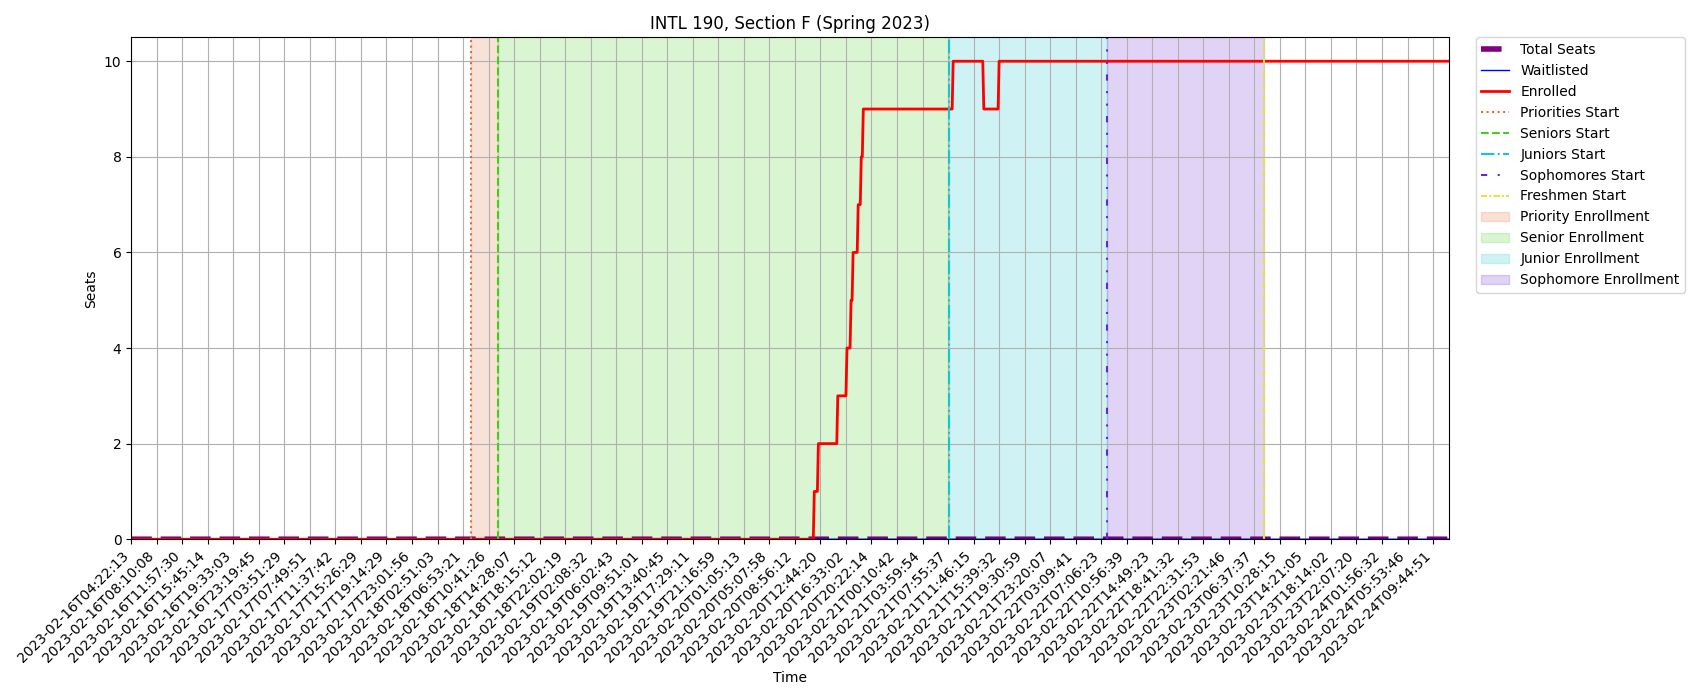 INTL 190, Section F (Spring 2023)
10
8
6
4
2
0
Seats
2023-02-16T04:22:13
2023-02-16T08:10:08
2023-02-16T11:57:30
2023-02-16T15:45:14
2023-02-16T19:33:03
2023-02-16T23:19:45
2023-02-17T03:51:29
2023-02-17T07:49:51
2023-02-17T11:37:42
2023-02-17T15:26:29
2023-02-17T19:14:29
2023-02-17T23:01:56
2023-02-18T02:51:03
2023-02-18T06:53:21
2023-02-18T10:41:26
2023-02-18T14:28:07
2023-02-18T18:15:12
2023-02-18T22:02:19
2023-02-19T02:08:32
2023-02-19T06:02:43
2023-02-19T09:51:01
2023-02-19T13:40:45
2023-02-19T17:29:11
2023-02-19T21:16:59
2023-02-20T01:05:13
2023-02-20T05:07:58
2023-02-20T08:56:12
2023-02-20T12:44:20
2023-02-20T16:33:02
2023-02-20T20:22:14
2023-02-21T00:10:42
2023-02-21T03:59:54
2023-02-21T07:55:37
2023-02-21T11:46:15
2023-02-21T15:39:32
2023-02-21T19:30:59
2023-02-21T23:20:07
2023-02-22T03:09:41
2023-02-22T07:06:23
2023-02-22T10:56:39
2023-02-22T14:49:23
2023-02-22T18:41:32
2023-02-22T22:31:53
2023-02-23T02:21:46
2023-02-23T06:37:37
2023-02-23T10:28:15
2023-02-23T14:21:05
2023-02-23T18:14:02
2023-02-23T22:07:20
2023-02-24T01:56:32
2023-02-24T05:53:46
2023-02-24T09:44:51
Time
Total Seats
Waitlisted
Enrolled
Priorities Start
Seniors Start
Juniors Start
Sophomores Start
Freshmen Start
Priority Enrollment
Senior Enrollment
Junior Enrollment
Sophomore Enrollment